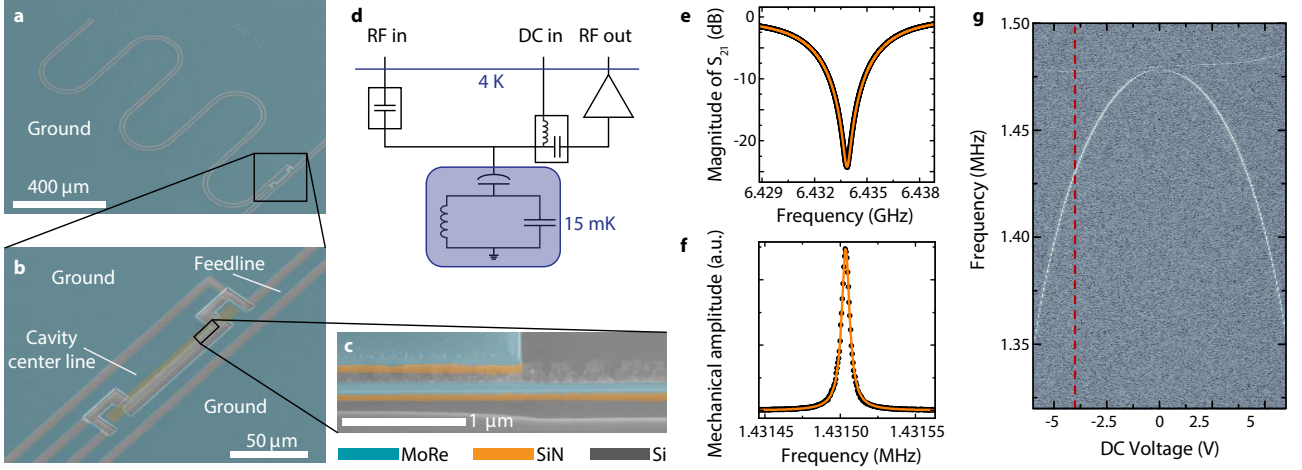 a
Ground
400 μm
b
Ground
Feedline
Cavity
center line
Ground
50 μm
c
1 μm
MoRe
SiN
Si
d
RF in
DC in
RF out
4 K
15 mK
e
Magnitude of S21 (dB)
0
-10
-20
6.429
6.432
6.435
6.438
Frequency (GHz)
f
Mechanical amplitude (a.u.)
1.43145
1.43150
1.43155
Frequency (MHz)
g
Frequency (MHz)
1.50
1.45
1.40
1.35
-5
-2.5
0
2.5
5
DC Voltage (V)